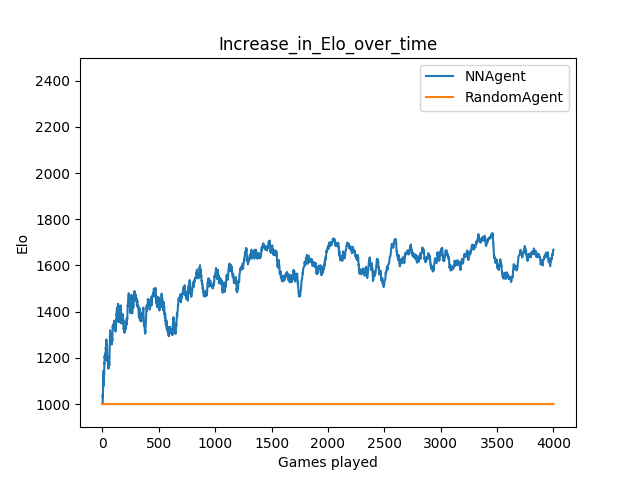 Increase_in_Elo_over_time
NNAgent
RandomAgent
2400
2200
2000
1800
1600
1400
1200
1000
Elo
0 500 1000 1500 2000 2500 3000 3500 4000
Games played